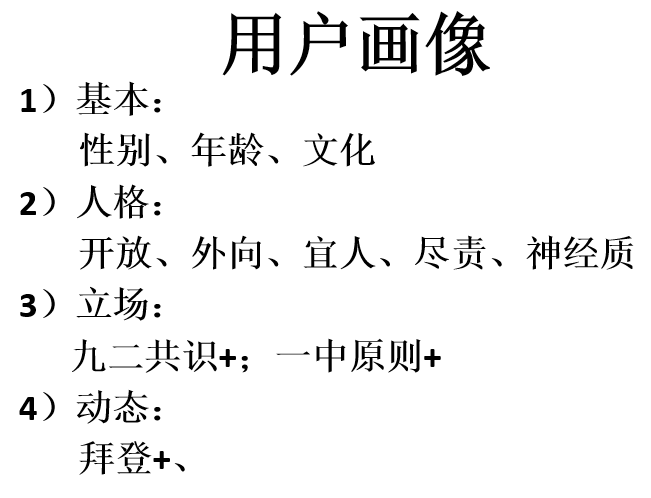 用户画像
1）基本：
性别、年龄、文化
2）人格：
开放、外向、宜人、尽责、神经质
3）立场：
九二共识+；一中原则+
4）动态：
拜登+、